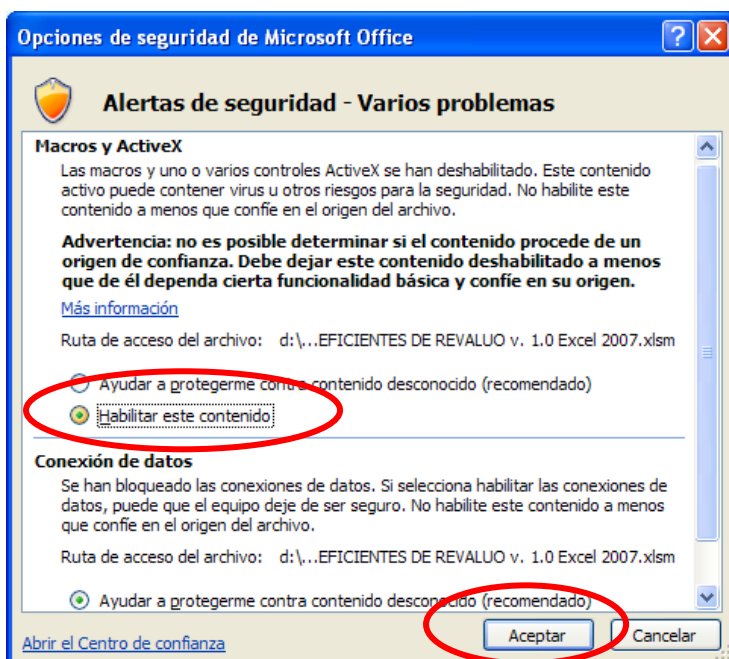 Opciones de seguridad de Microsoft Office
Alertas de seguridad - Varios problemas
Macros y ActiveX
Las macros y uno o varios controles ActiveX se han deshabilitado. Este contenido
activo puede contener virus u otros riesgos para la seguridad. No habilite este
contenido a menos que confíe en el origen del archivo.
Advertencia: no es posible determinar si el contenido procede de un
origen de confianza. Debe dejar este contenido deshabilitado a menos
que de él dependa cierta funcionalidad básica y confíe en su origen.
Más información
Ruta de acceso del archivo: d:\...EFICIENTES DE REVALUO v. 1.0 Excel 2007.xlsm
Ayudar a protegerme contra contenido desconocido (recomendado)
Habilitar este contenido
Conexión de datos
Se han bloqueado las conexiones de datos. Si selecciona habilitar las conexiones de
datos, puede que el equipo deje de ser seguro. No habilite este contenido a menos
que confíe en el origen del archivo.
Ruta de acceso del archivo: d:\...EFICIENTES DE REVALUO v. 1.0 Excel 2007.xlsm
Ayudar a protegerme contra contenido desconocido (recomendado)
Abrir el Centro de confianza
Aceptar
Cancelar